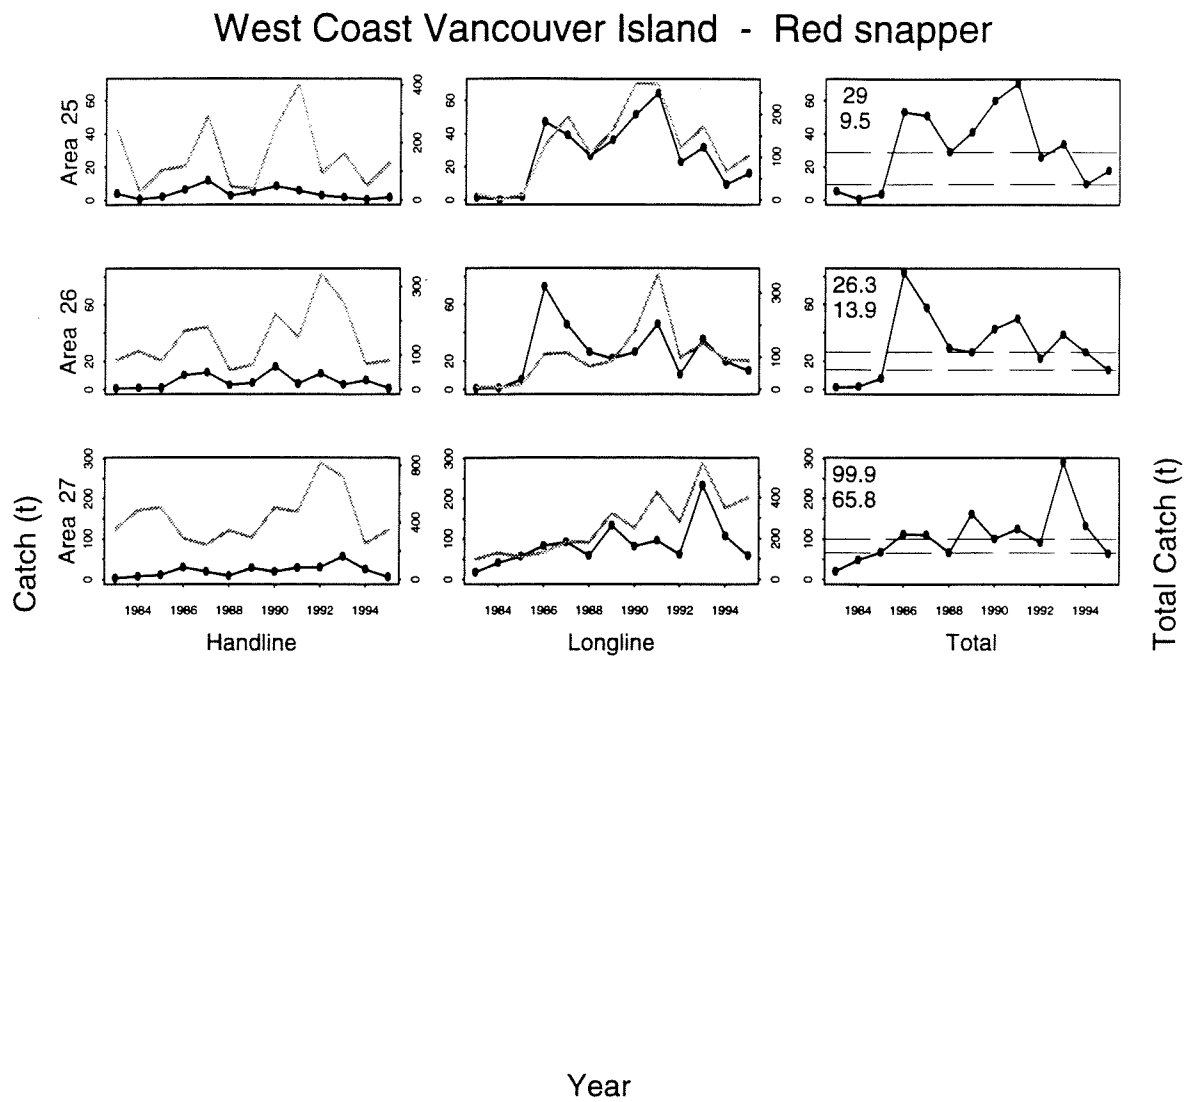 West Coast Vancouver Island - Red snapper
Area 25
0 20 40 60
0 200 400
0 20 40 60
0 100 200
29
9.5
0 20 40 60
Area 26
0 20 60
0 100 300
0 20 60
0 100 300
26.3
13.9
0 20 60
Area 27
0 100 200 300
0 400 800
0 100 200 300
0 200 400
99.9
65.8
0 100 200 300
1984 1986 1988 1990 1992 1994
1984 1986 1988 1990 1992 1994
1984 1986 1988 1990 1992 1994
Handline
Longline
Total
Catch (t)
Total Catch (t)
Year